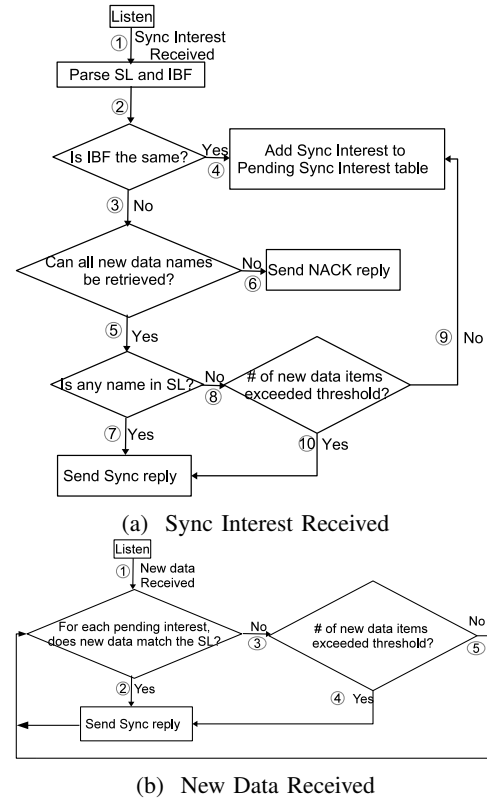 Listen
① Sync Interest
Received
Parse SL and IBF
②
Is IBF the same?
Yes
④
Add Sync Interest to
Pending Sync Interest table
③ No
Can all new data names
be retrieved?
No
⑥
Send NACK reply
⑤ Yes
⑨ No
Is any name in SL?
No
⑧
# of new data items
exceeded threshold?
⑦ Yes
⑩ Yes
Send Sync reply
(a) Sync Interest Received
Listen
① New data
Received
For each pending interest,
does new data match the SL?
No
③
# of new data items
exceeded threshold?
No
⑤
② Yes
④ Yes
Send Sync reply
(b) New Data Received